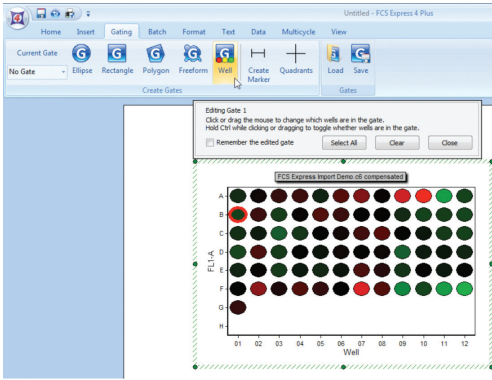 Untitled - FCS Express 4 Plus
Home Insert Gating Batch Format Text Data Multicycle View
Current Gate
No Gate
Ellipse Rectangle Polygon Freeform Well Create Marker Quadrants Load Save
Create Gates Gates
Editing Gate 1
Click or drag the mouse to change which wells are in the gate.
Hold Ctrl while clicking or dragging to toggle whether wells are in the gate.
Remember the edited gate Select All Clear Close
FCS Express Import Demo.c6 compensated
A
B
C
D
FL1-A
E
F
G
H
01 02 03 04 05 06 07 08 09 10 11 12
Well